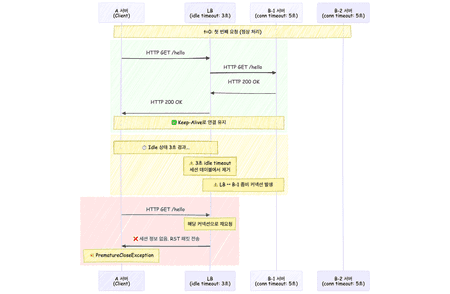 A 서버
(Client)
LB
(idle timeout: 3초)
B-1 서버
(conn timeout: 5초)
B-2 서버
(conn timeout: 5초)
t=0: 첫 번째 요청 (정상 처리)
HTTP GET /hello
HTTP GET /hello
HTTP 200 OK
HTTP 200 OK
✅ Keep-Alive로 연결 유지
Idle 상태 3초 경과...
⚠ 3초 idle timeout
세션 테이블에서 제거
⚠ LB ↔ B-1 좀비 커넥션 발생
HTTP GET /hello
해당 커넥션으로 재요청
❌ 세션 정보 없음, RST 패킷 전송
PrematureCloseException
A 서버
(Client)
LB
(idle timeout: 3초)
B-1 서버
(conn timeout: 5초)
B-2 서버
(conn timeout: 5초)